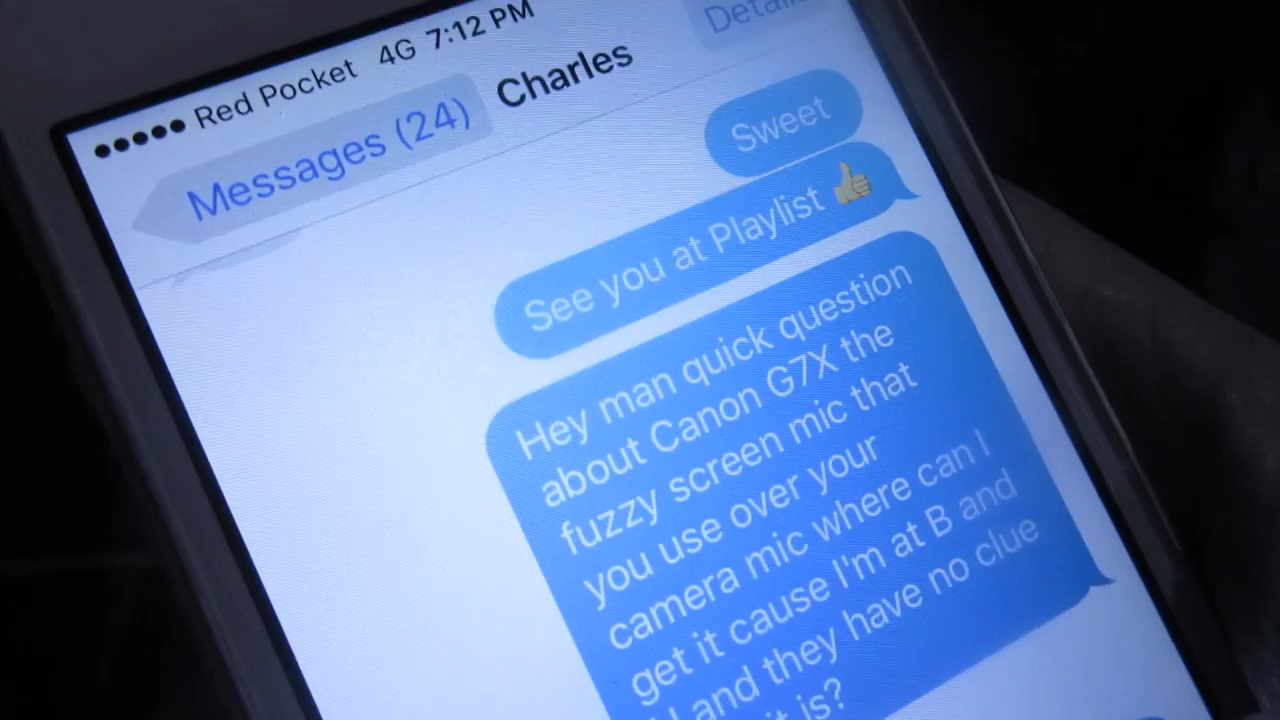 ●●●●● Red Pocket 4G 7:12 PM
Messages (24)
Charles
Details
Sweet
See you at Playlist 👍
Hey man quick question
about Canon G7X the
fuzzy screen mic that
you use over your
camera mic where can I
get it cause I'm at B and
and they have no clue
it is?